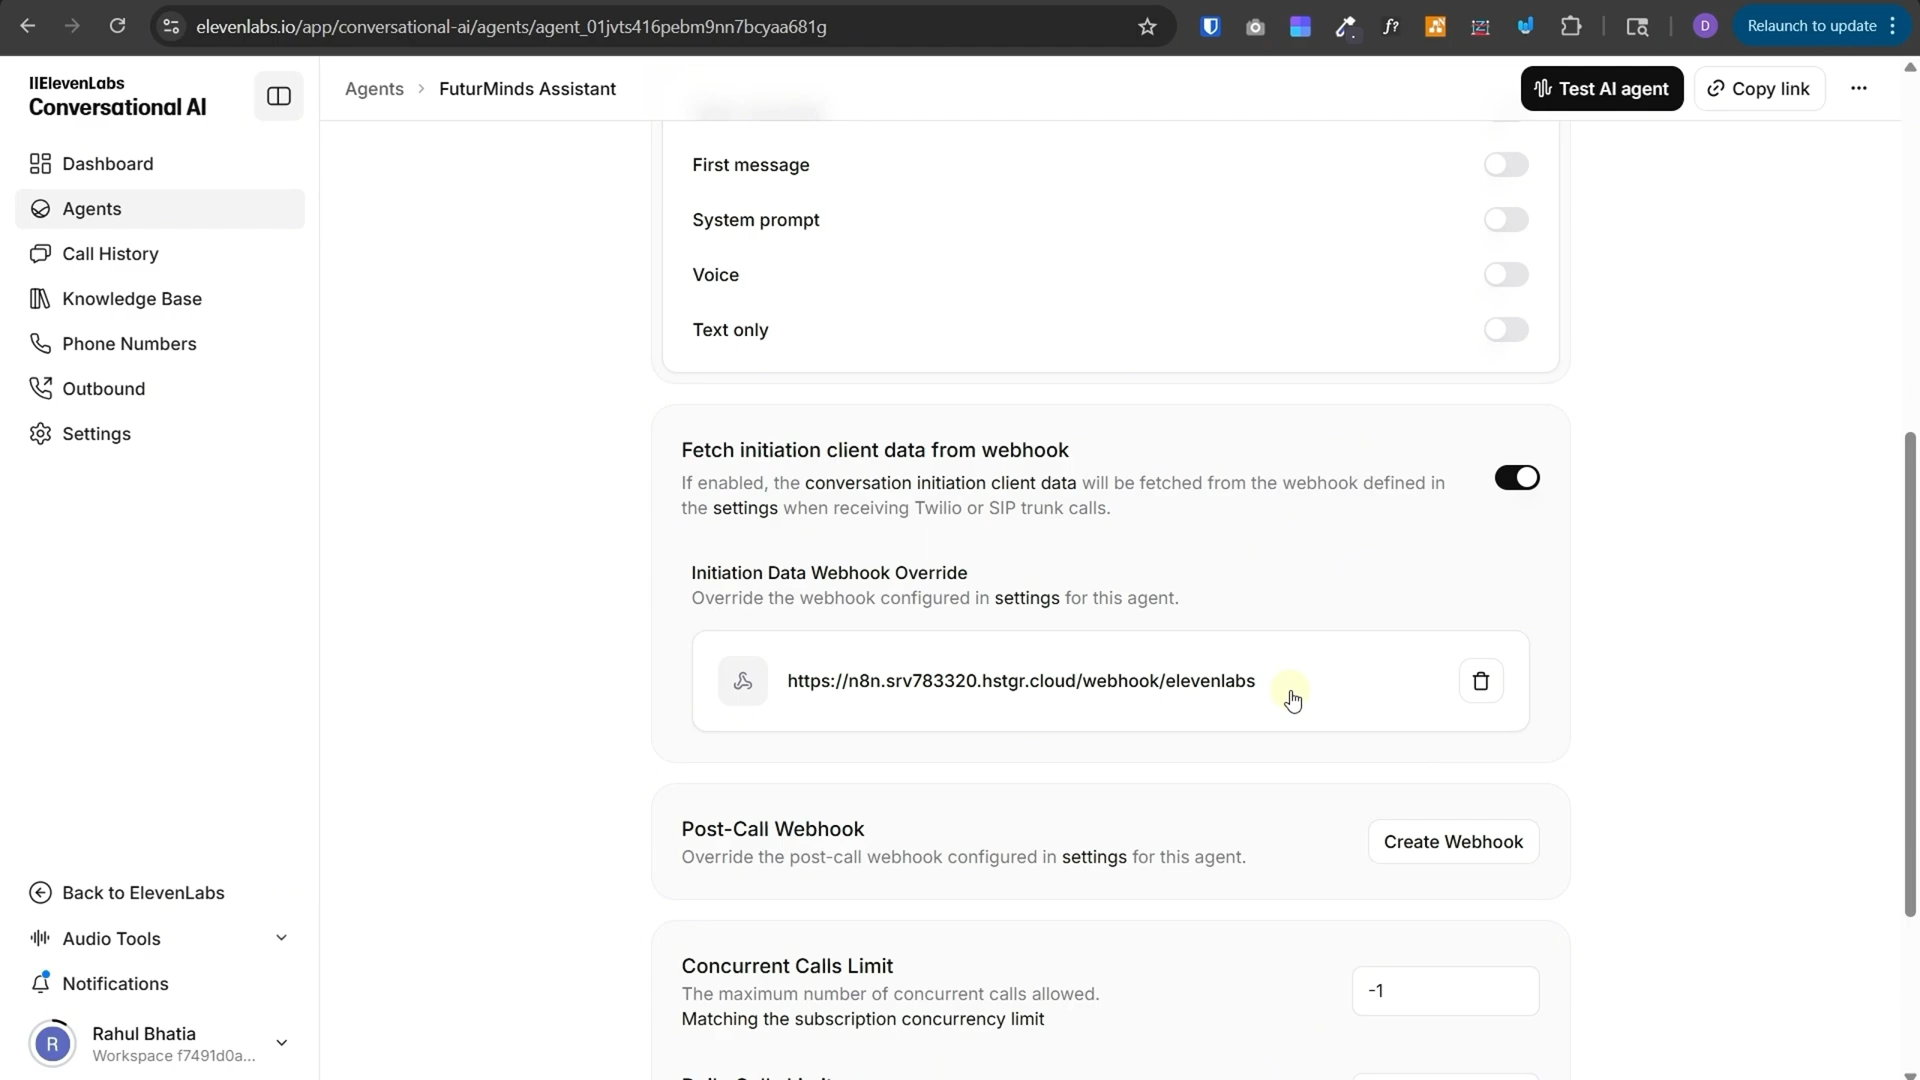 elevenlabs.io/app/conversational-ai/agents/agent_01jvts416pebm9nn7bcyaa681g
f?
D
Relaunch to update
IIElevenLabs
Conversational AI
Agents
FuturMinds Assistant
Test AI agent
Copy link
Dashboard
Agents
Call History
Knowledge Base
Phone Numbers
Outbound
Settings
First message
System prompt
Voice
Text only
Fetch initiation client data from webhook
If enabled, the conversation initiation client data will be fetched from the webhook defined in
the settings when receiving Twilio or SIP trunk calls.
Initiation Data Webhook Override
Override the webhook configured in settings for this agent.
https://n8n.srv783320.hstgr.cloud/webhook/elevenlabs
Post-Call Webhook
Override the post-call webhook configured in settings for this agent.
Create Webhook
Concurrent Calls Limit
The maximum number of concurrent calls allowed.
Matching the subscription concurrency limit
-1
Back to ElevenLabs
Audio Tools
Notifications
R
Rahul Bhatia
Workspace f7491d0a...